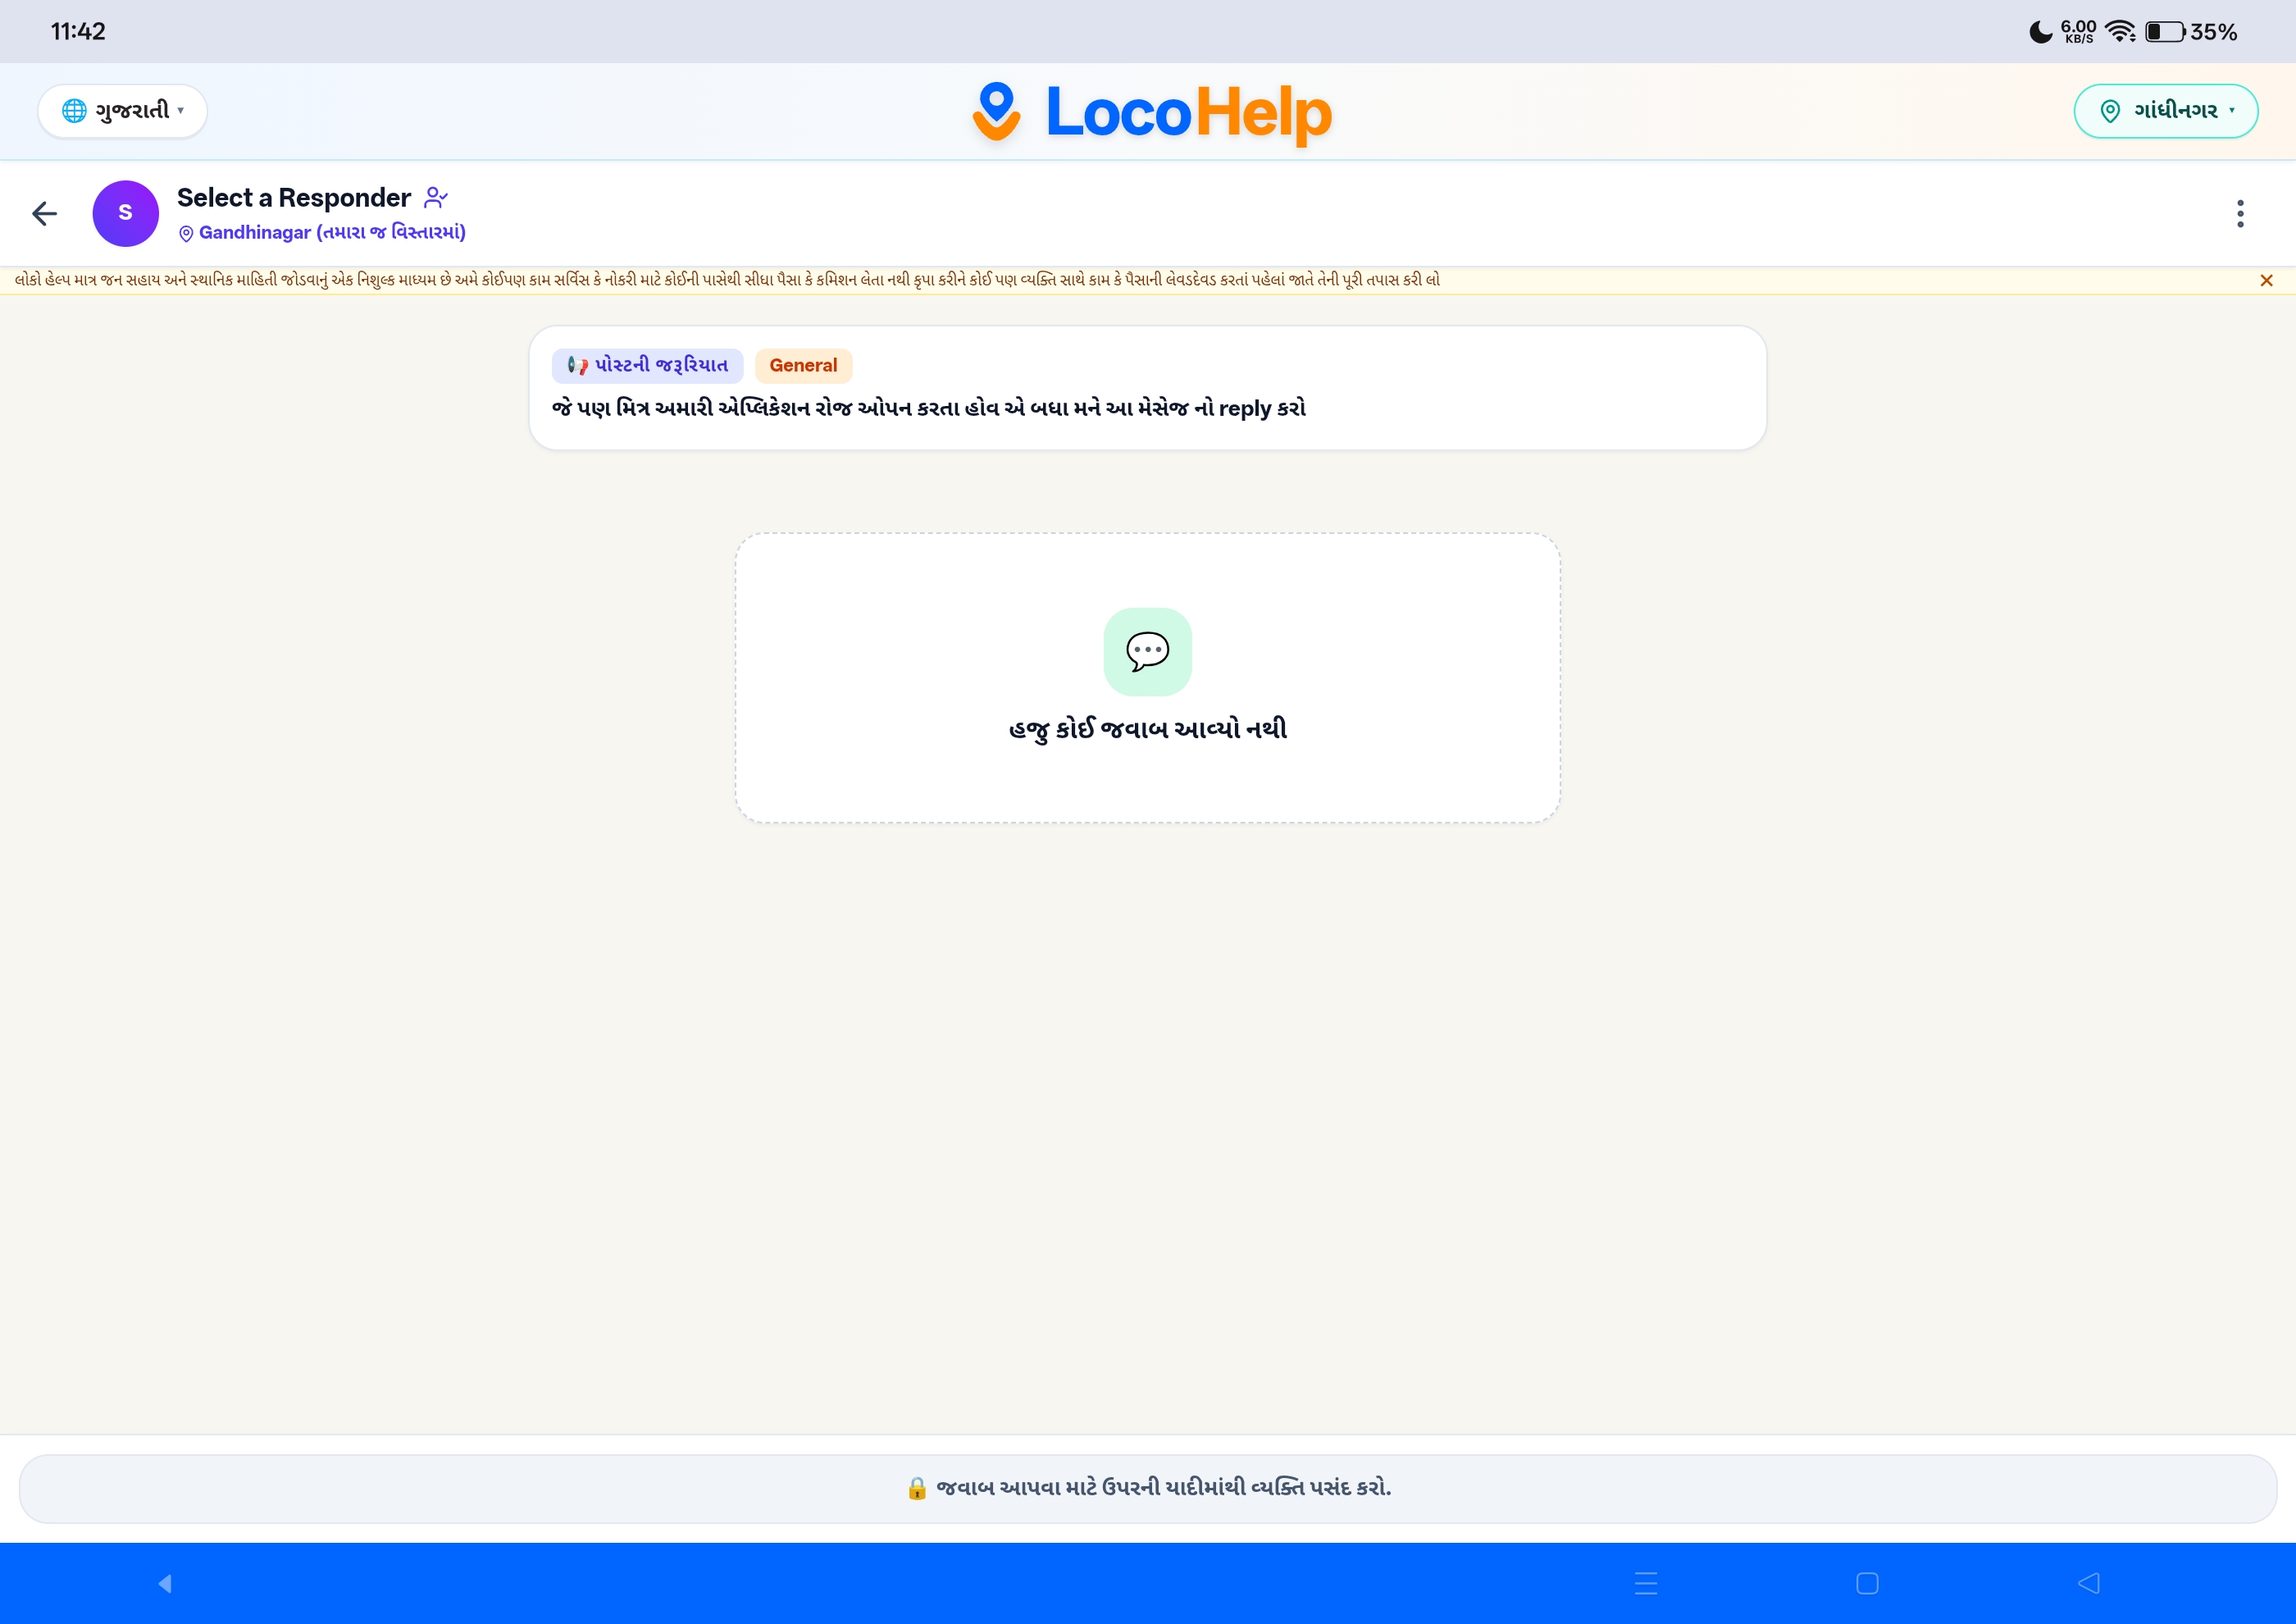 11:42
6.00 KB/S 35%
ગુજરાતી
LocoHelp
ગાંધીનગર
S
Select a Responder
Gandhinagar (તમારા જ વિસ્તારમાં)
લોકો હેલ્પ માત્ર જન સહાય અને સ્થાનિક માહિતી જોડવાનું એક નિશુલ્ક માધ્યમ છે અમે કોઈપણ કામ સર્વિસ કે નોકરી માટે કોઈની પાસેથી સીધા પૈસા કે કમિશન લેતા નથી કૃપા કરીને કોઈ પણ વ્યક્તિ સાથે કામ કે પૈસાની લેવડદેવડ કરતાં પહેલાં જાતે તેની પૂરી તપાસ કરી લો
પોસ્ટની જરૂરિયાત General
જે પણ મિત્ર અમારી એપ્લિકેશન રોજ ઓપન કરતા હોવ એ બધા મને આ મેસેજ નો reply કરો
હજુ કોઈ જવાબ આવ્યો નથી
જવાબ આપવા માટે ઉપરની યાદીમાંથી વ્યક્તિ પસંદ કરો.